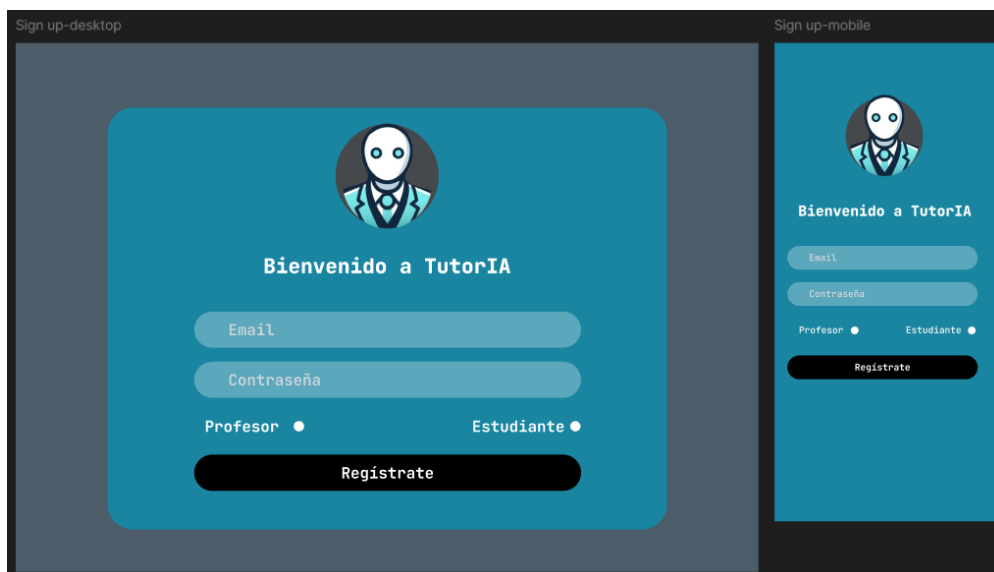 Sign up-desktop
Bienvenido a TutorIA
Email
Contraseña
Profesor
Estudiante
Regístrate
Sign up-mobile
Bienvenido a TutorIA
Email
Contraseña
Profesor
Estudiante
Regístrate